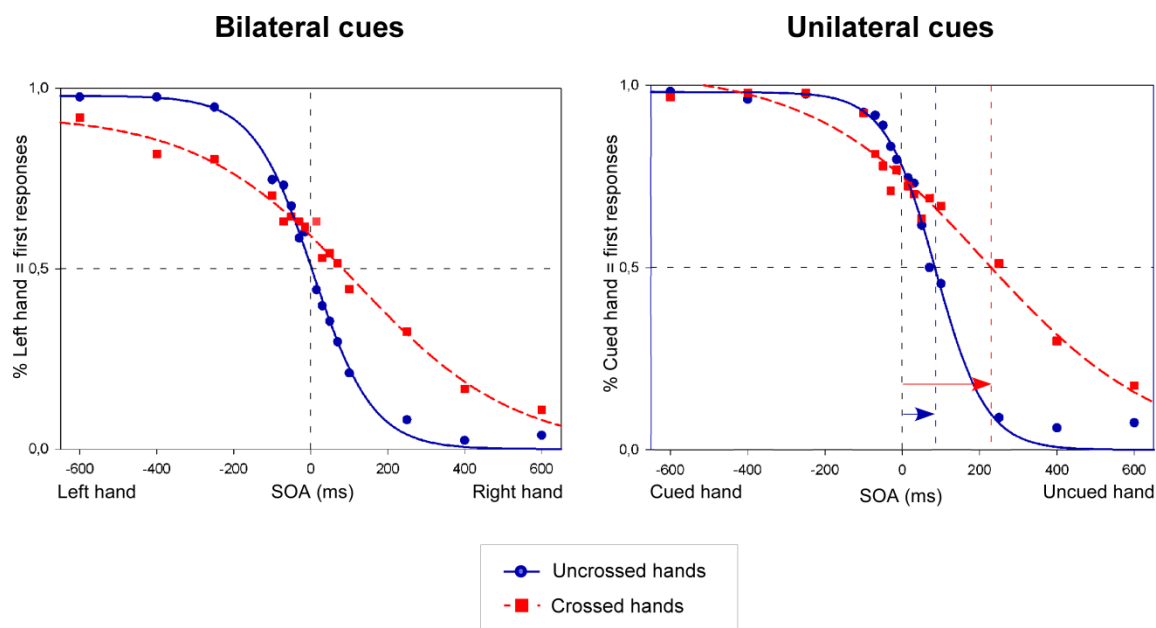 Bilateral cues
Unilateral cues
% Left hand = first responses
1,0
0,5
0,0
-600 -400 -200 0 200 400 600
Left hand SOA (ms) Right hand
% Cued hand = first responses
1,0
0,5
0,0
-600 -400 -200 0 200 400 600
Cued hand SOA (ms) Uncued hand
Uncrossed hands
Crossed hands